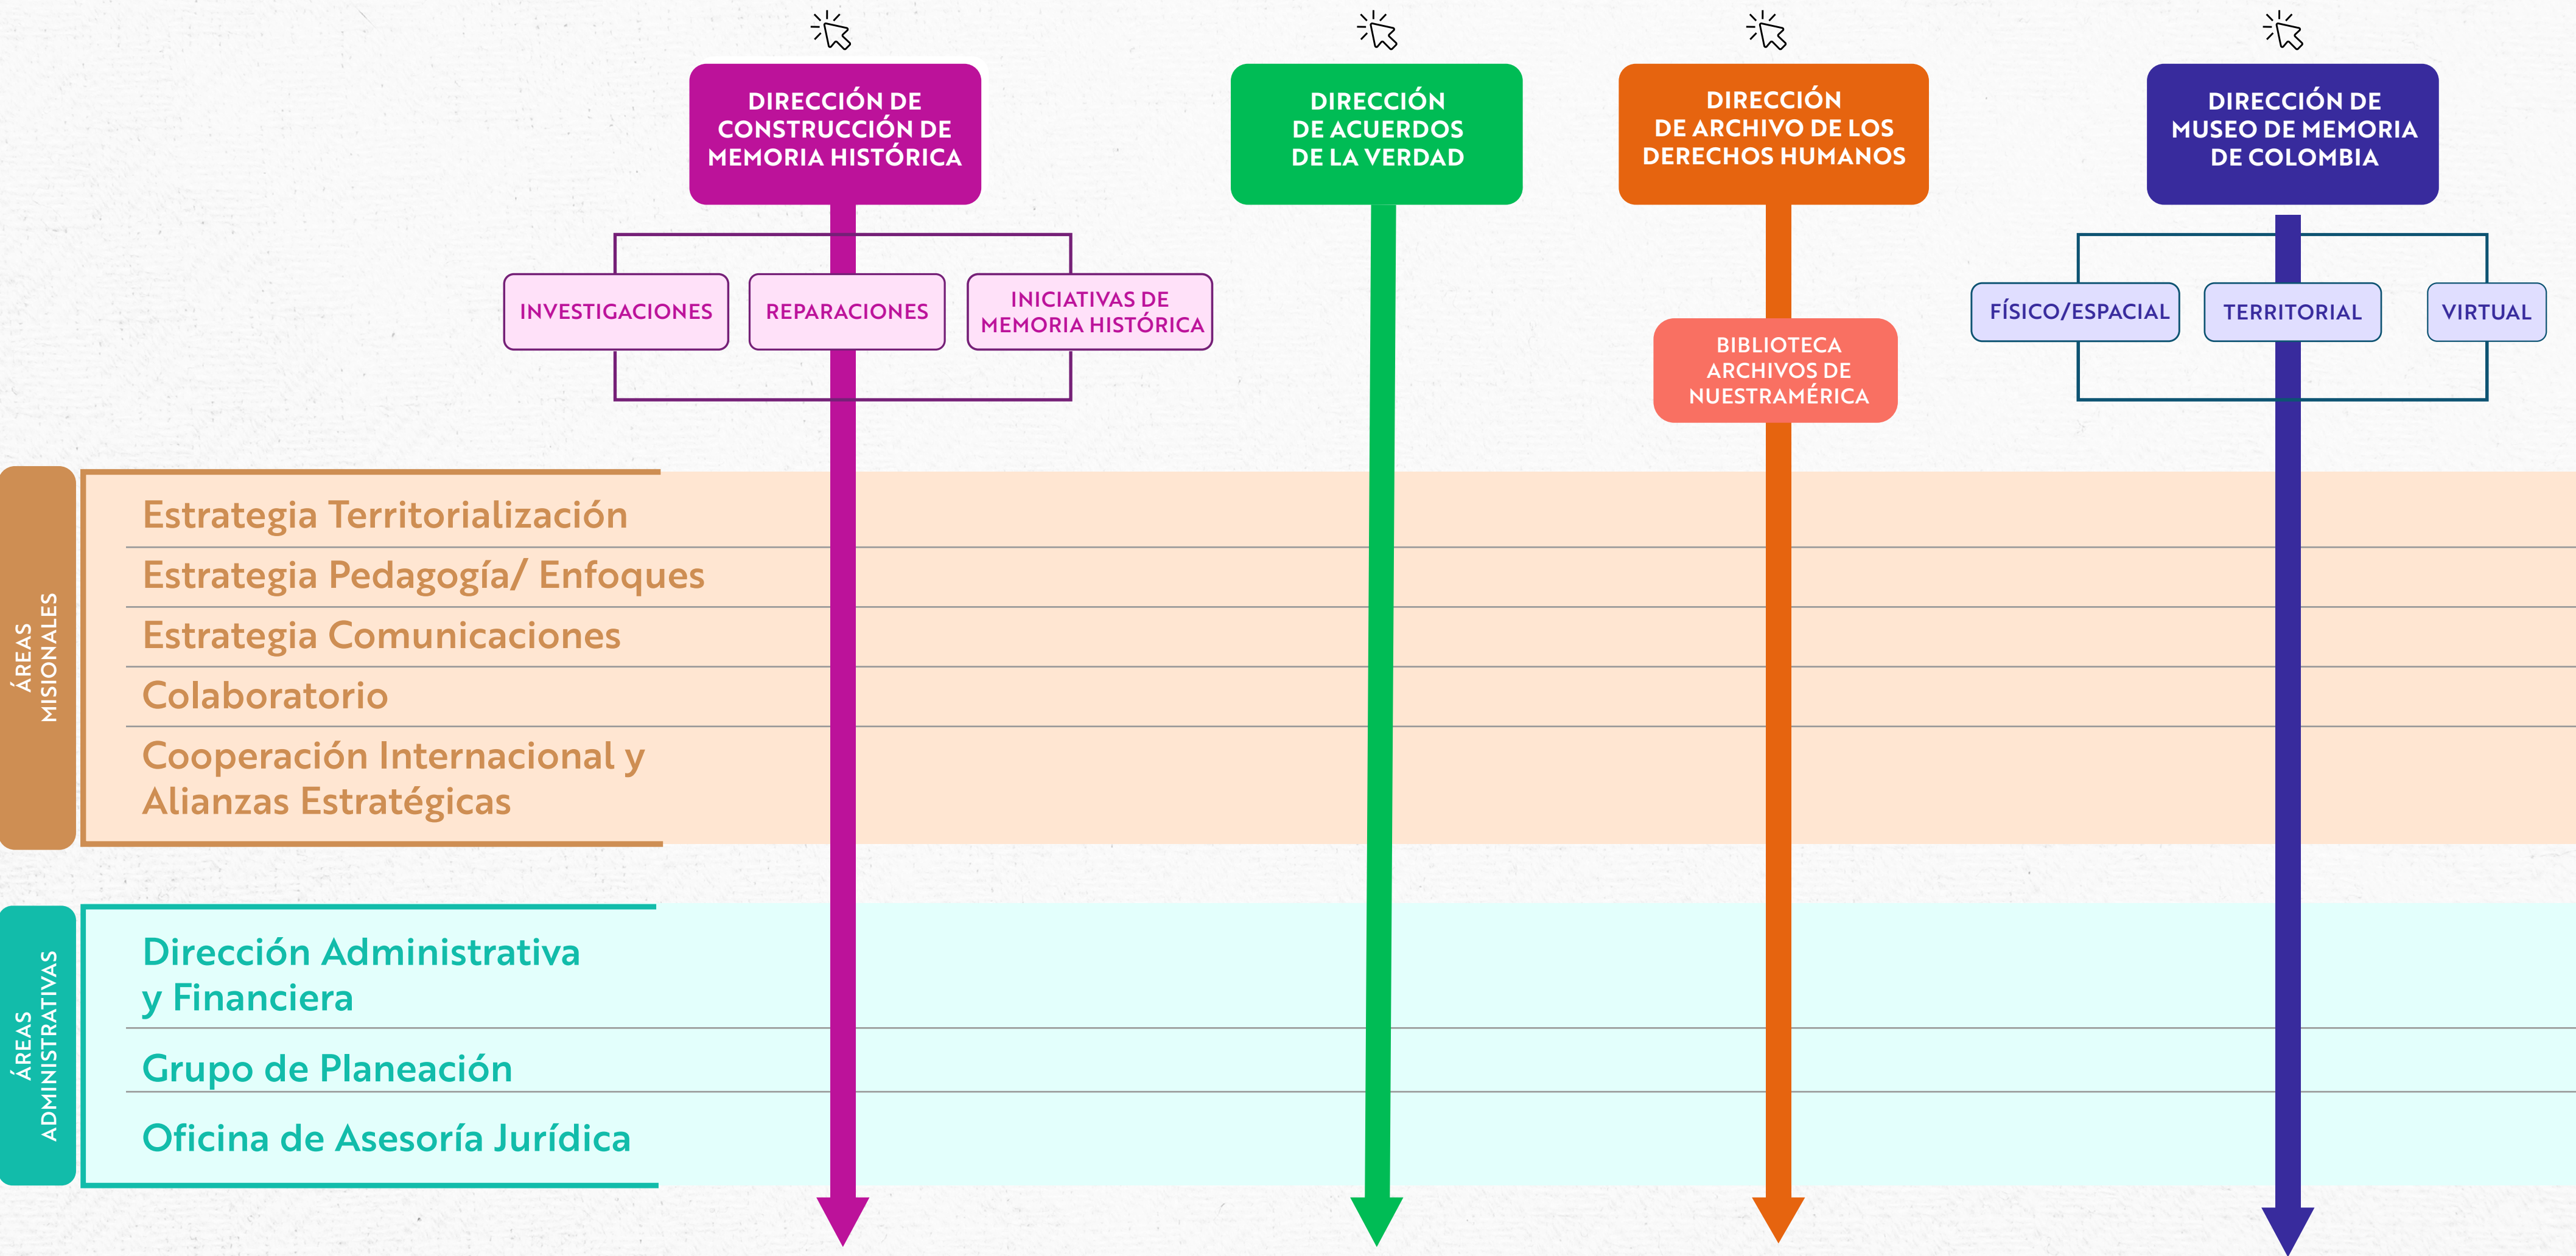 DIRECCIÓN DE
CONSTRUCCIÓN DE
MEMORIA HISTÓRICA
DIRECCIÓN
DE ACUERDOS
DE LA VERDAD
DIRECCIÓN
DE ARCHIVO DE LOS
DERECHOS HUMANOS
DIRECCIÓN DE
MUSEO DE MEMORIA
DE COLOMBIA
INVESTIGACIONES
REPARACIONES
INICIATIVAS DE
MEMORIA HISTÓRICA
BIBLIOTECA
ARCHIVOS DE
NUESTRAMÉRICA
FÍSICO/ESPACIAL
TERRITORIAL
VIRTUAL
ÁREAS
MISIONALES
Estrategia Territorialización
Estrategia Pedagogía/ Enfoques
Estrategia Comunicaciones
Colaboratorio
Cooperación Internacional y
Alianzas Estratégicas
ÁREAS
ADMINISTRATIVAS
Dirección Administrativa
y Financiera
Grupo de Planeación
Oficina de Asesoría Jurídica